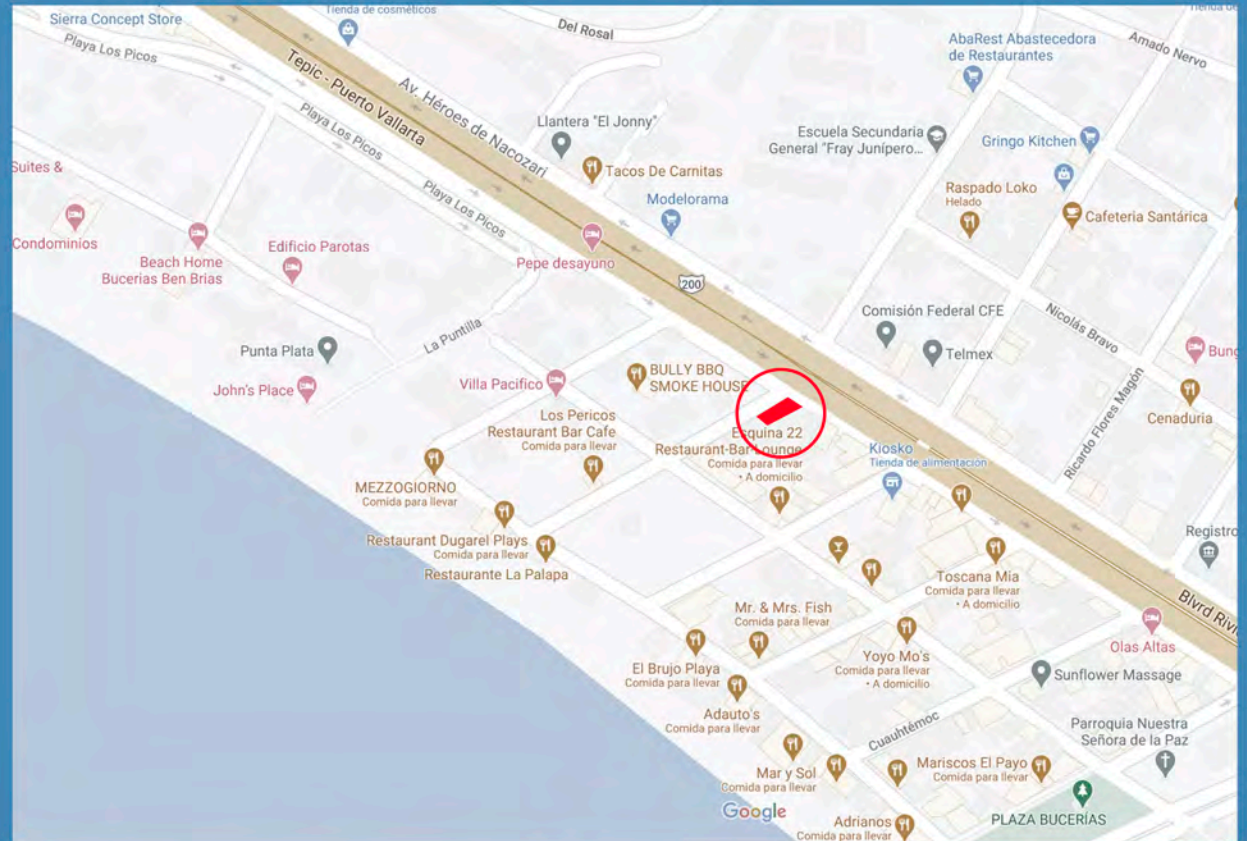 Tienda de cosméticos
Sierra Concept Store
Del Rosal
Playa Los Picos
AbaRest Abastecedora
de Restaurantes
Amado Nervo
Tepic - Puerto Vallarta
Av. Héroes de Nacozari
Llantera "El Jonny"
Playa Los Picos
Escuela Secundaria
General "Fray Junípero...
Gringo Kitchen
Suites &
Tacos De Carnitas
Playa Los Picos
Raspado Loko
Helado
Modelorama
Cafeteria Santárica
Condominios
Beach Home
Bucerias Ben Brias
Edificio Parotas
Pepe desayuno
200
Comisión Federal CFE
Nicolás Bravo
La Puntilla
Punta Plata
Telmex
Bung
BULLY BBQ
SMOKE HOUSE
John's Place
Villa Pacifico
Ricardo Flores Magón
Cenaduria
Los Pericos
Restaurant Bar Cafe
Comida para llevar
Esquina 22
Restaurant-Bar-Lounge
Comida para llevar
• A domicilio
Kiosko
Tienda de alimentación
MEZZOGIORNO
Comida para llevar
Restaurant Dugarel Plays
Comida para llevar
Restaurante La Palapa
Registro
Toscana Mia
Comida para llevar
• A domicilio
Blvrd Rivi
Mr. & Mrs. Fish
Comida para llevar
Olas Altas
El Brujo Playa
Comida para llevar
Yoyo Mo's
Comida para llevar
• A domicilio
Sunflower Massage
Adauto's
Comida para llevar
Cuauhtémoc
Parroquia Nuestra
Señora de la Paz
Mar y Sol
Comida para llevar
Mariscos El Payo
Comida para llevar
Google
Adrianos
Comida para llevar
PLAZA BUCERÍAS